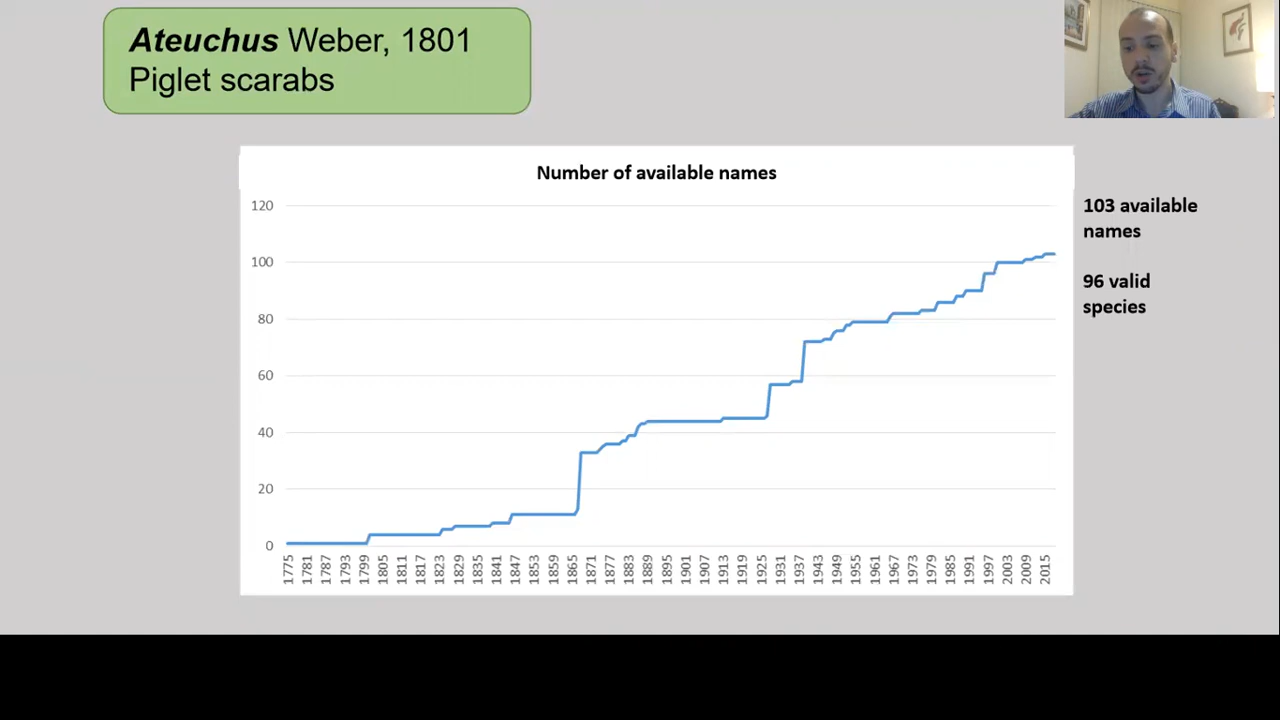 Ateuchus Weber, 1801
Piglet scarabs
Number of available names
120
100
80
60
40
20
0
1775 1781 1787 1793 1799 1805 1811 1817 1823 1829 1835 1841 1847 1853 1859 1865 1871 1877 1883 1889 1895 1901 1907 1913 1919 1925 1931 1937 1943 1949 1955 1961 1967 1973 1979 1985 1991 1997 2003 2009 2015
103 available
names
96 valid
species